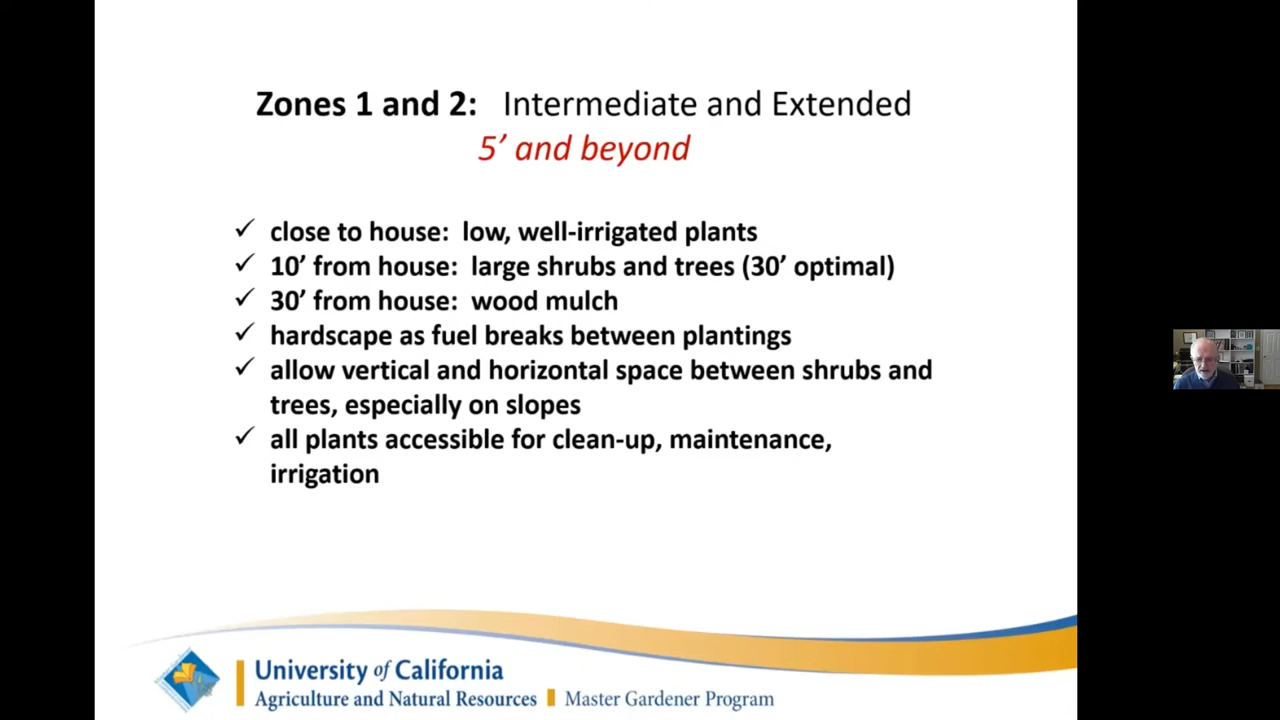 Zones 1 and 2: Intermediate and Extended
5’ and beyond
✓ close to house: low, well-irrigated plants
✓ 10’ from house: large shrubs and trees (30’ optimal)
✓ 30’ from house: wood mulch
✓ hardscape as fuel breaks between plantings
✓ allow vertical and horizontal space between shrubs and
trees, especially on slopes
✓ all plants accessible for clean-up, maintenance,
irrigation
University of California
Agriculture and Natural Resources Master Gardener Program